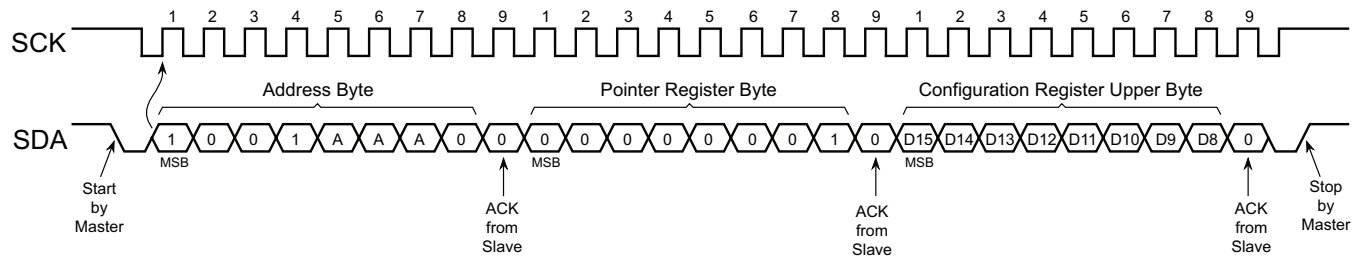 1 2 3 4 5 6 7 8 9 1 2 3 4 5 6 7 8 9 1 2 3 4 5 6 7 8 9
SCK
Address Byte Pointer Register Byte Configuration Register Upper Byte
SDA 1 0 0 1 A A A 0 0 0 0 0 0 0 0 0 1 0 D15 D14 D13 D12 D11 D10 D9 D8 0
MSB MSB MSB
Start
by
Master
ACK
from
Slave
ACK
from
Slave
ACK
from
Slave
Stop
by
Master